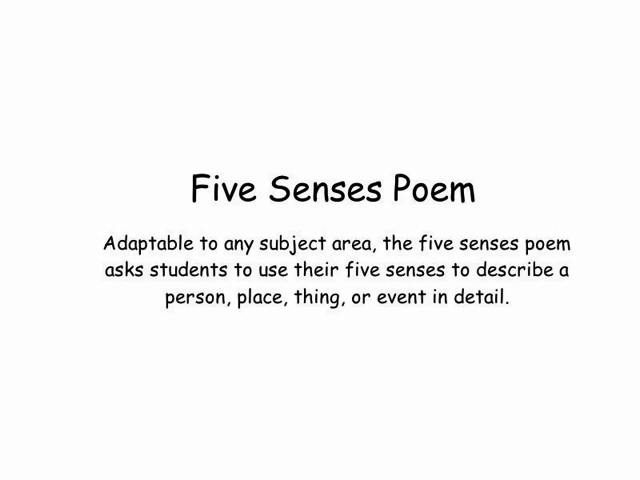 Five Senses Poem
Adaptable to any subject area, the five senses poem
asks students to use their five senses to describe a
person, place, thing, or event in detail.